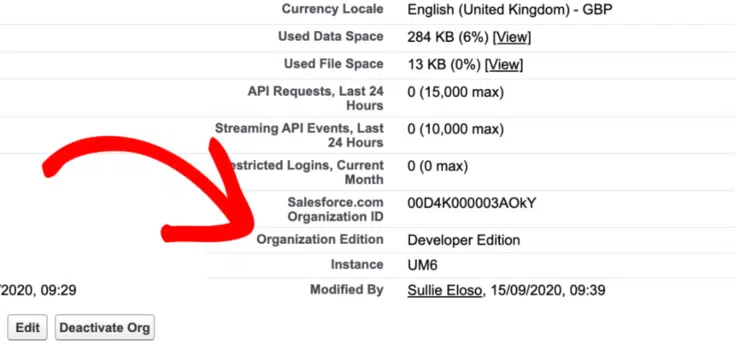 Currency Locale English (United Kingdom) - GBP
Used Data Space 284 KB (6%) [View]
Used File Space 13 KB (0%) [View]
API Requests, Last 24 0 (15,000 max)
Hours
Streaming API Events, Last 0 (10,000 max)
24 Hours
estricted Logins, Current 0 (0 max)
Month
Salesforce.com 00D4K000003AOkY
Organization ID
Organization Edition Developer Edition
Instance UM6
/2020, 09:29 Modified By Sullie Eloso, 15/09/2020, 09:39
Edit Deactivate Org